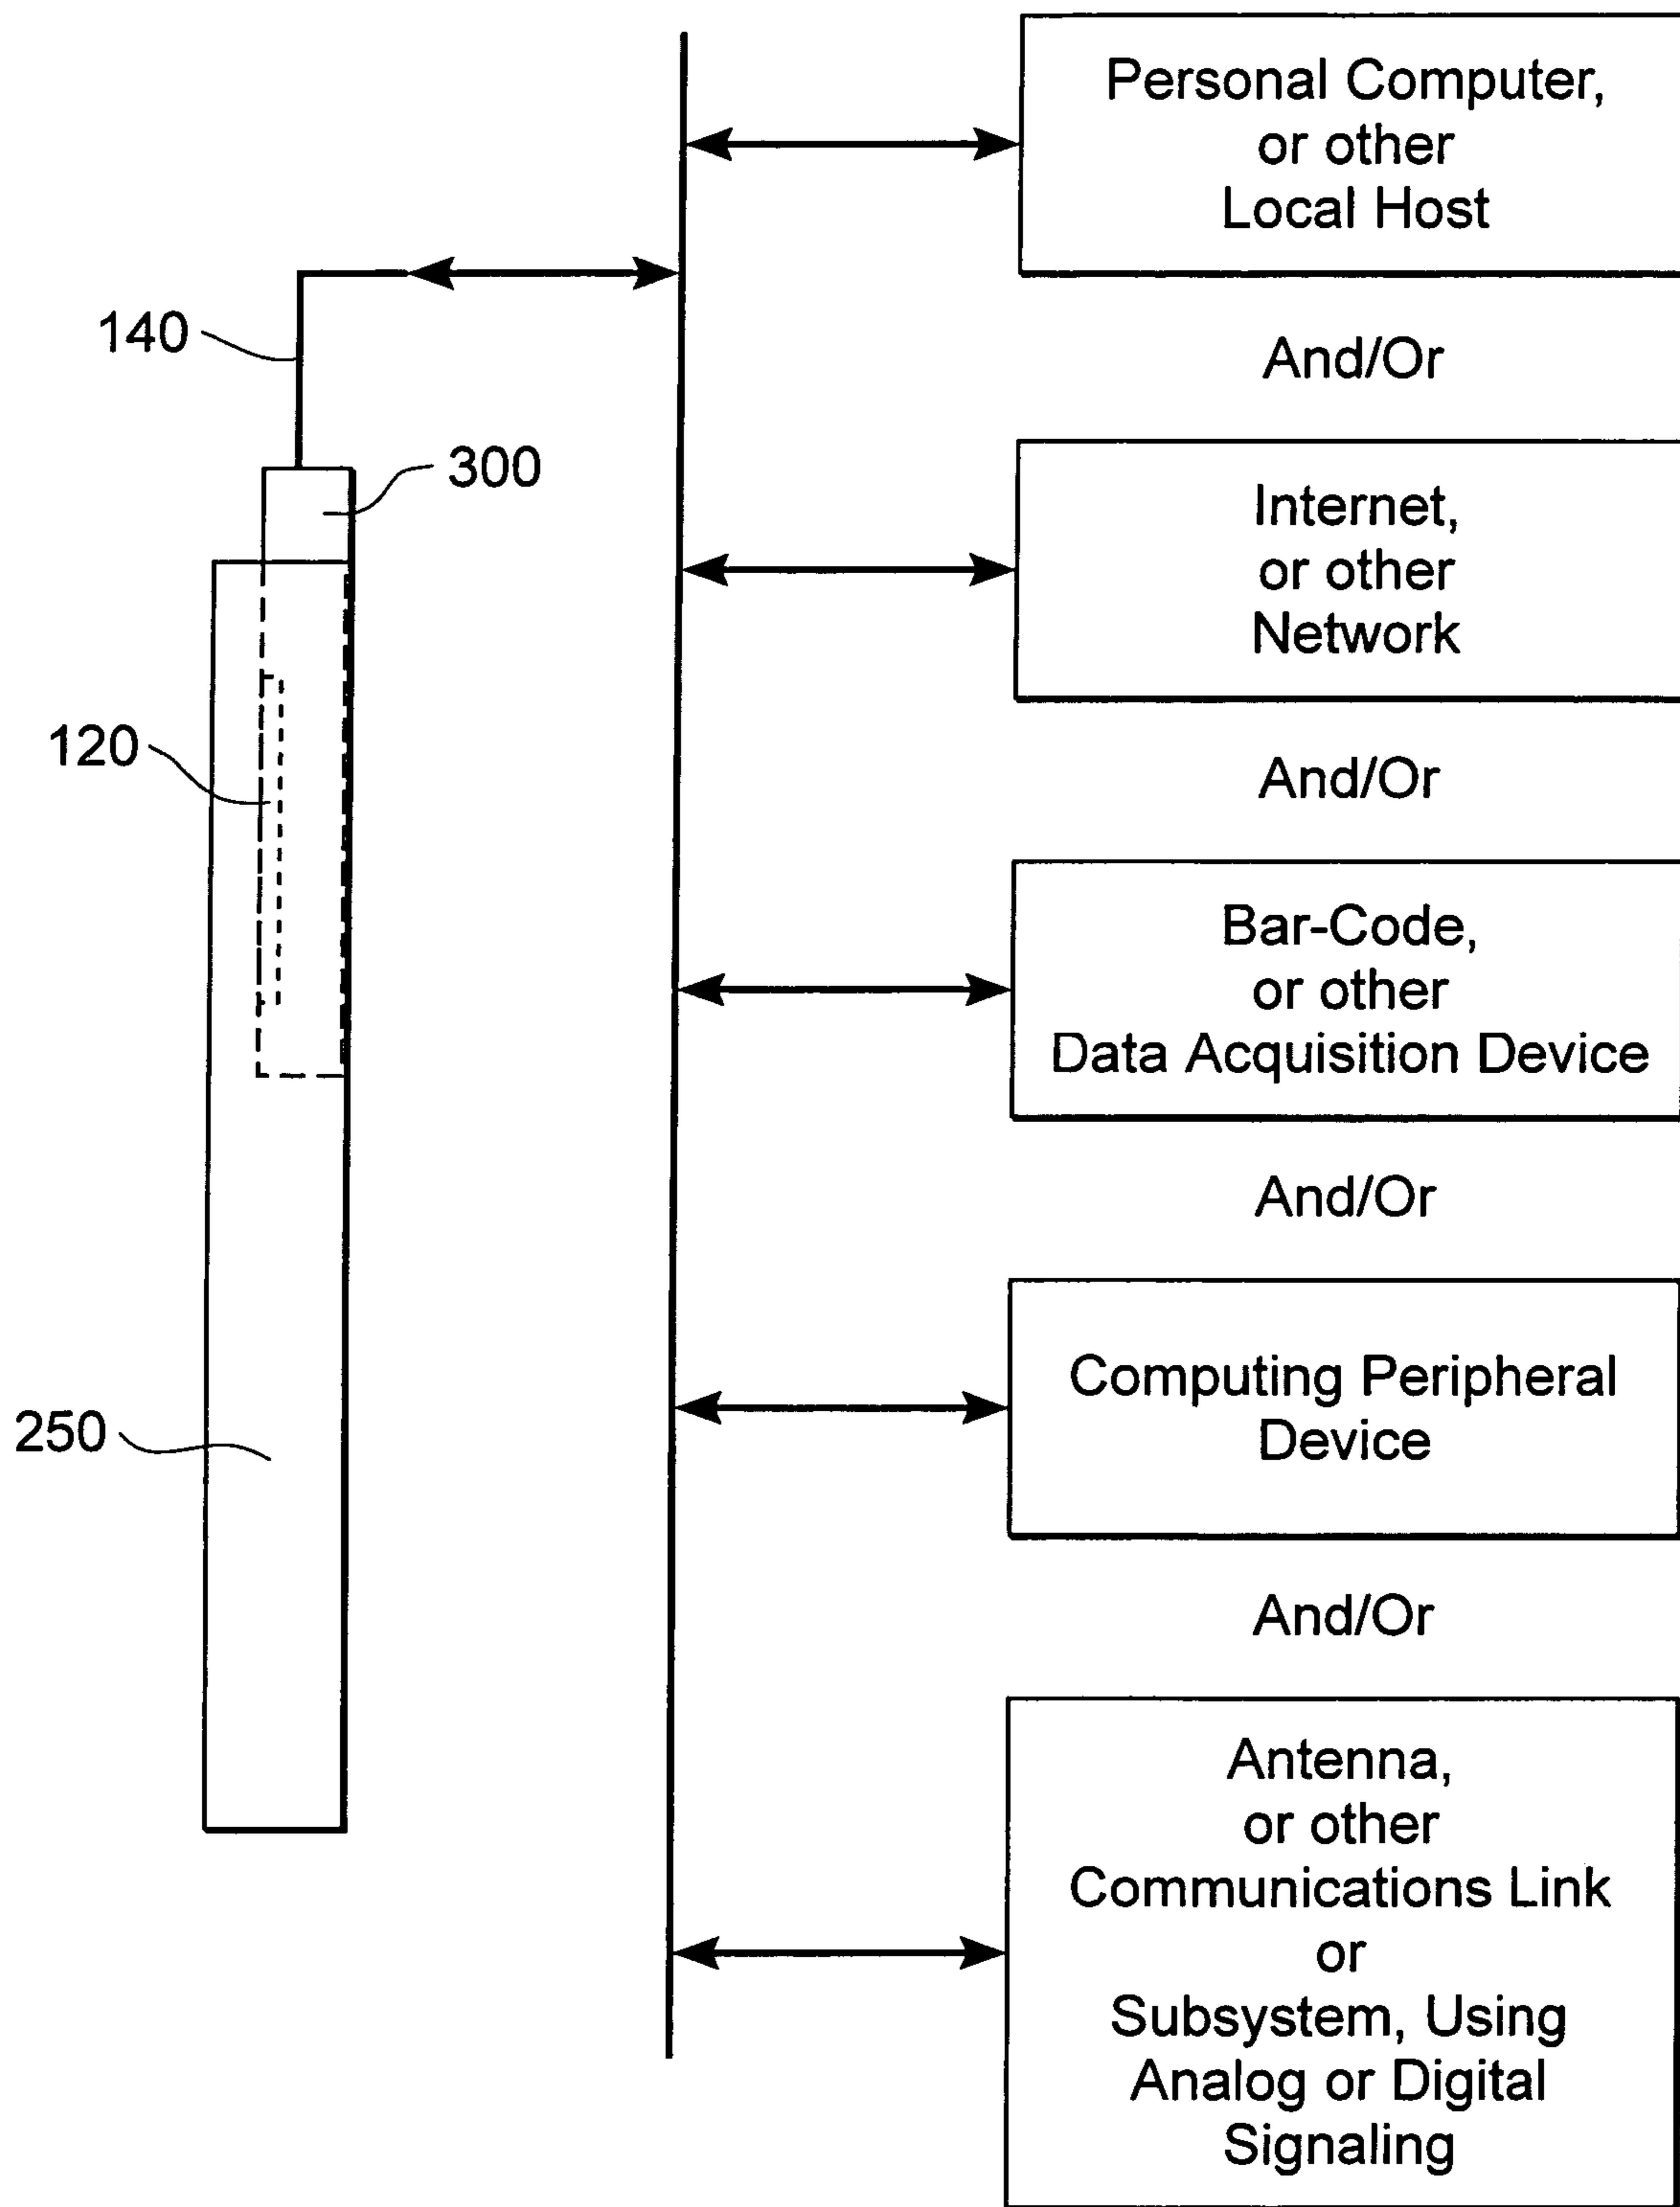 Personal Computer,
or other
Local Host
140
And/Or
300
Internet,
or other
Network
120
And/Or
Bar-Code,
or other
Data Acquisition Device
And/Or
Computing Peripheral
Device
250
And/Or
Antenna,
or other
Communications Link
or
Subsystem, Using
Analog or Digital
Signaling